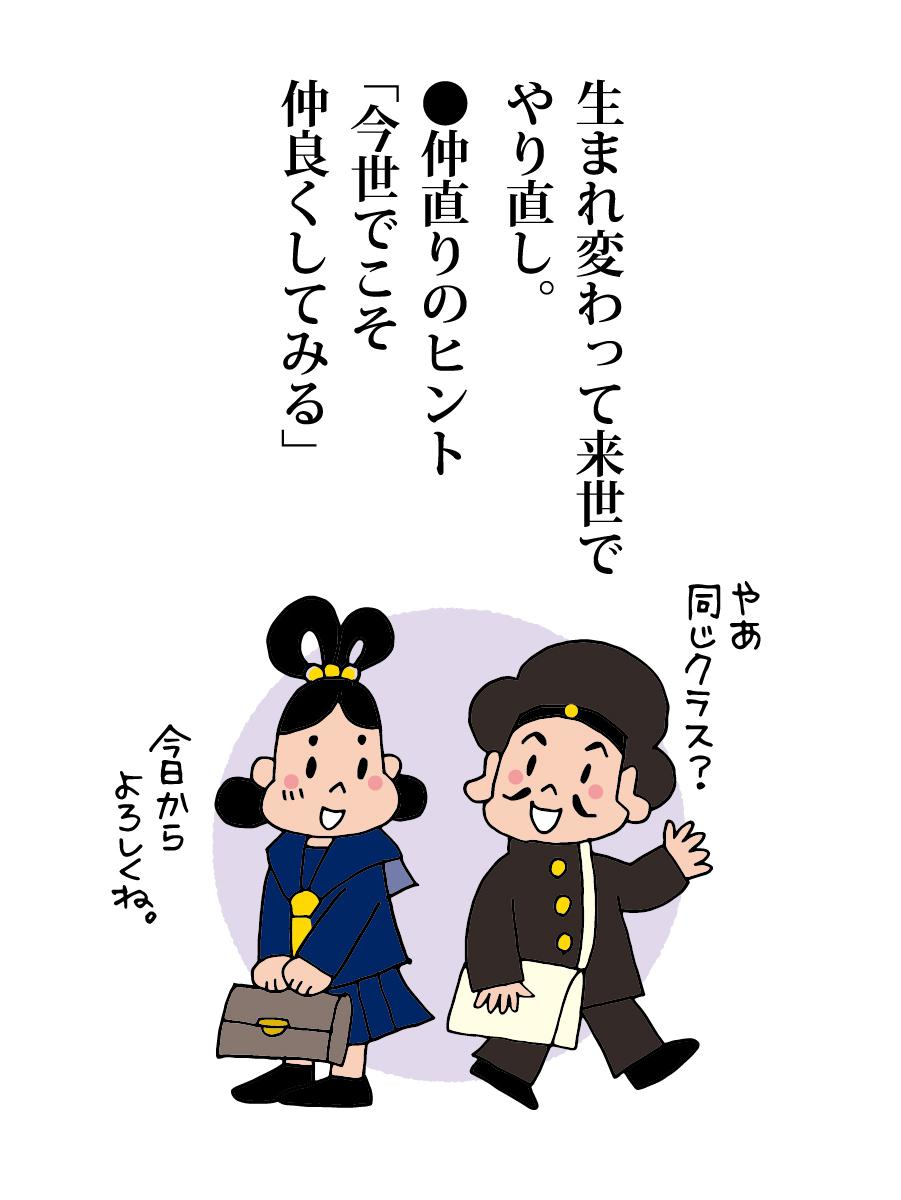 生まれ変わって来世で
やり直し。
●仲直りのヒント
「今世でこそ
仲良くしてみる」
やあ
同じクラス？
今日から
よろしくね。